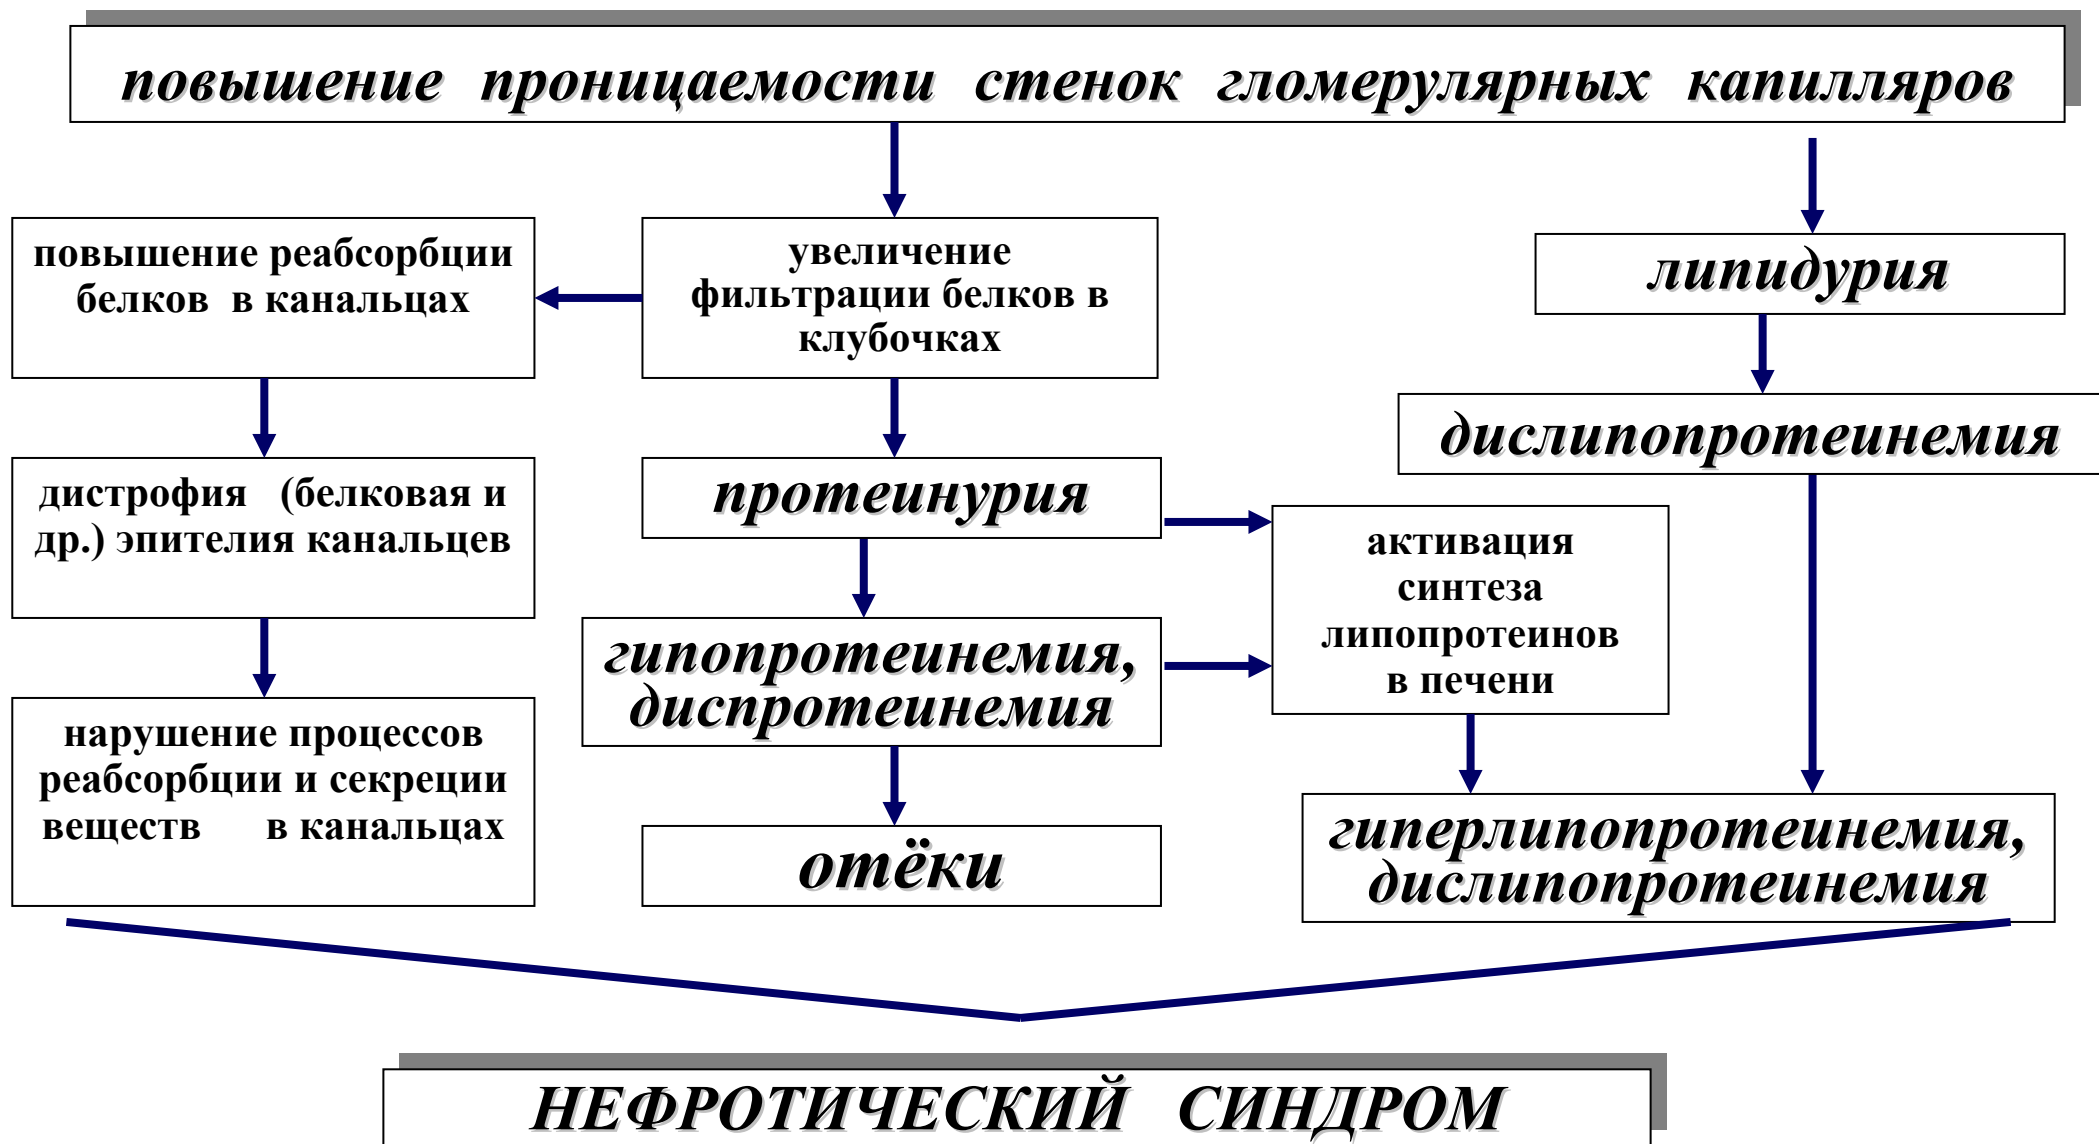 повышение проницаемости стенок гломерулярных капилляров
повышение реабсорбции
белков в канальцах
увеличение
фильтрации белков в
клубочках
липидурия
дислипопротеинемия
дистрофия (белковая и
др.) эпителия канальцев
протеинурия
активация
синтеза
липопротеинов
в печени
гипопротеинемия,
диспротеинемия
нарушение процессов
реабсорбции и секреции
веществ в канальцах
отёки
гиперлипопротеинемия,
дислипопротеинемия
НЕФРОТИЧЕСКИЙ СИНДРОМ